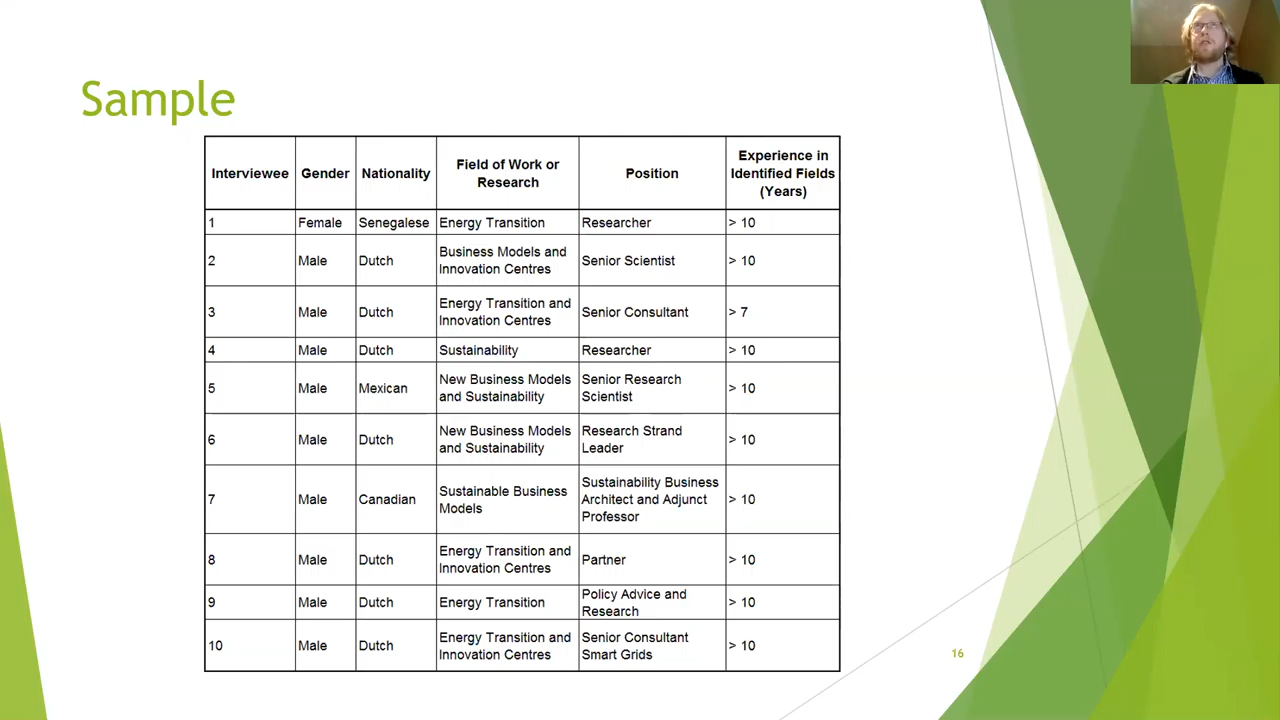 Sample
Interviewee Gender Nationality Field of Work or Research Position Experience in Identified Fields (Years)
1 Female Senegalese Energy Transition Researcher > 10
2 Male Dutch Business Models and Innovation Centres Senior Scientist > 10
3 Male Dutch Energy Transition and Innovation Centres Senior Consultant > 7
4 Male Dutch Sustainability Researcher > 10
5 Male Mexican New Business Models and Sustainability Senior Research Scientist > 10
6 Male Dutch New Business Models and Sustainability Research Strand Leader > 10
7 Male Canadian Sustainable Business Models Sustainability Business Architect and Adjunct Professor > 10
8 Male Dutch Energy Transition and Innovation Centres Partner > 10
9 Male Dutch Energy Transition Policy Advice and Research > 10
10 Male Dutch Energy Transition and Innovation Centres Senior Consultant Smart Grids > 10
16